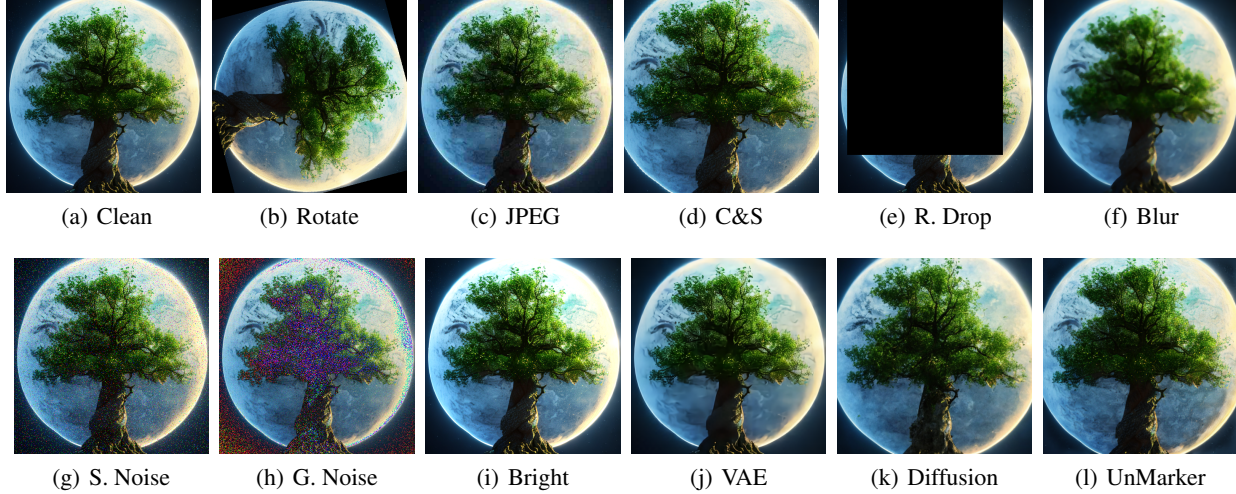 (a) Clean
(b) Rotate
(c) JPEG
(d) C&S
(e) R. Drop
(f) Blur
(g) S. Noise
(h) G. Noise
(i) Bright
(j) VAE
(k) Diffusion
(l) UnMarker